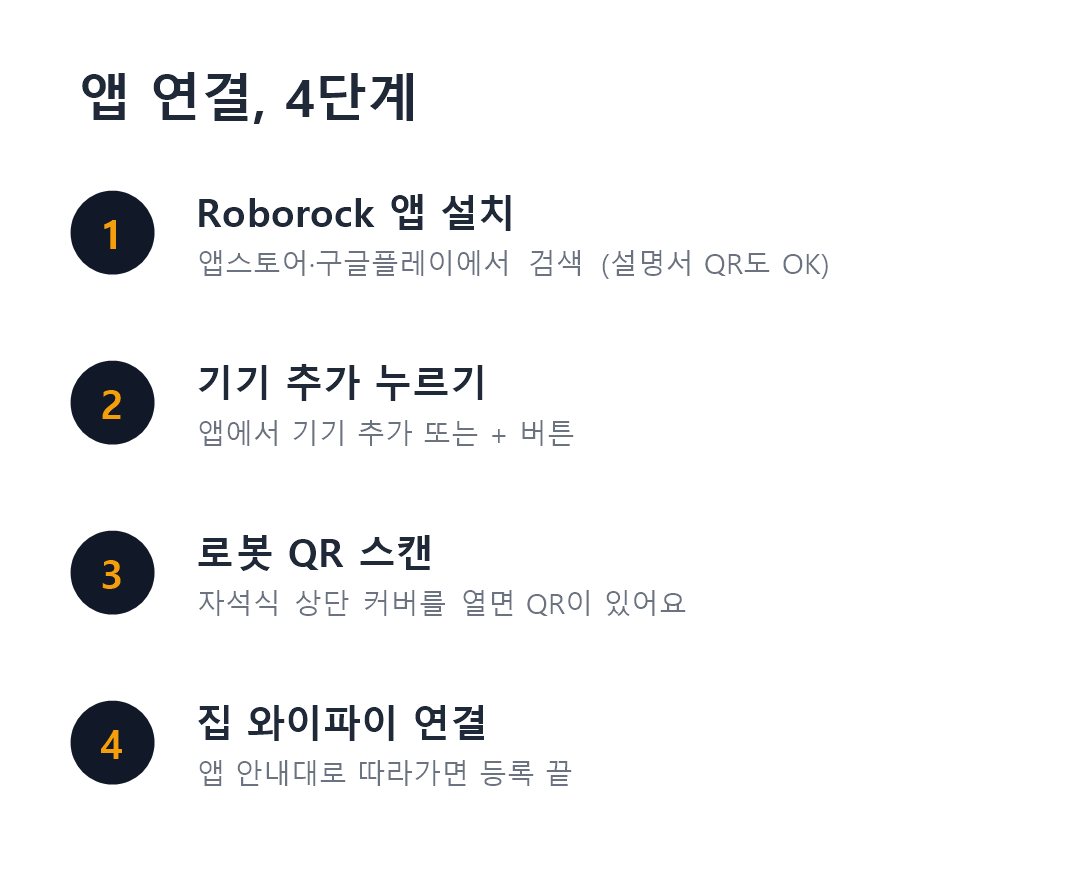 앱 연결, 4단계
1
Roborock 앱 설치
앱스토어·구글플레이에서 검색 (설명서 QR도 OK)
2
기기 추가 누르기
앱에서 기기 추가 또는 + 버튼
3
로봇 QR 스캔
자석식 상단 커버를 열면 QR이 있어요
4
집 와이파이 연결
앱 안내대로 따라가면 등록 끝